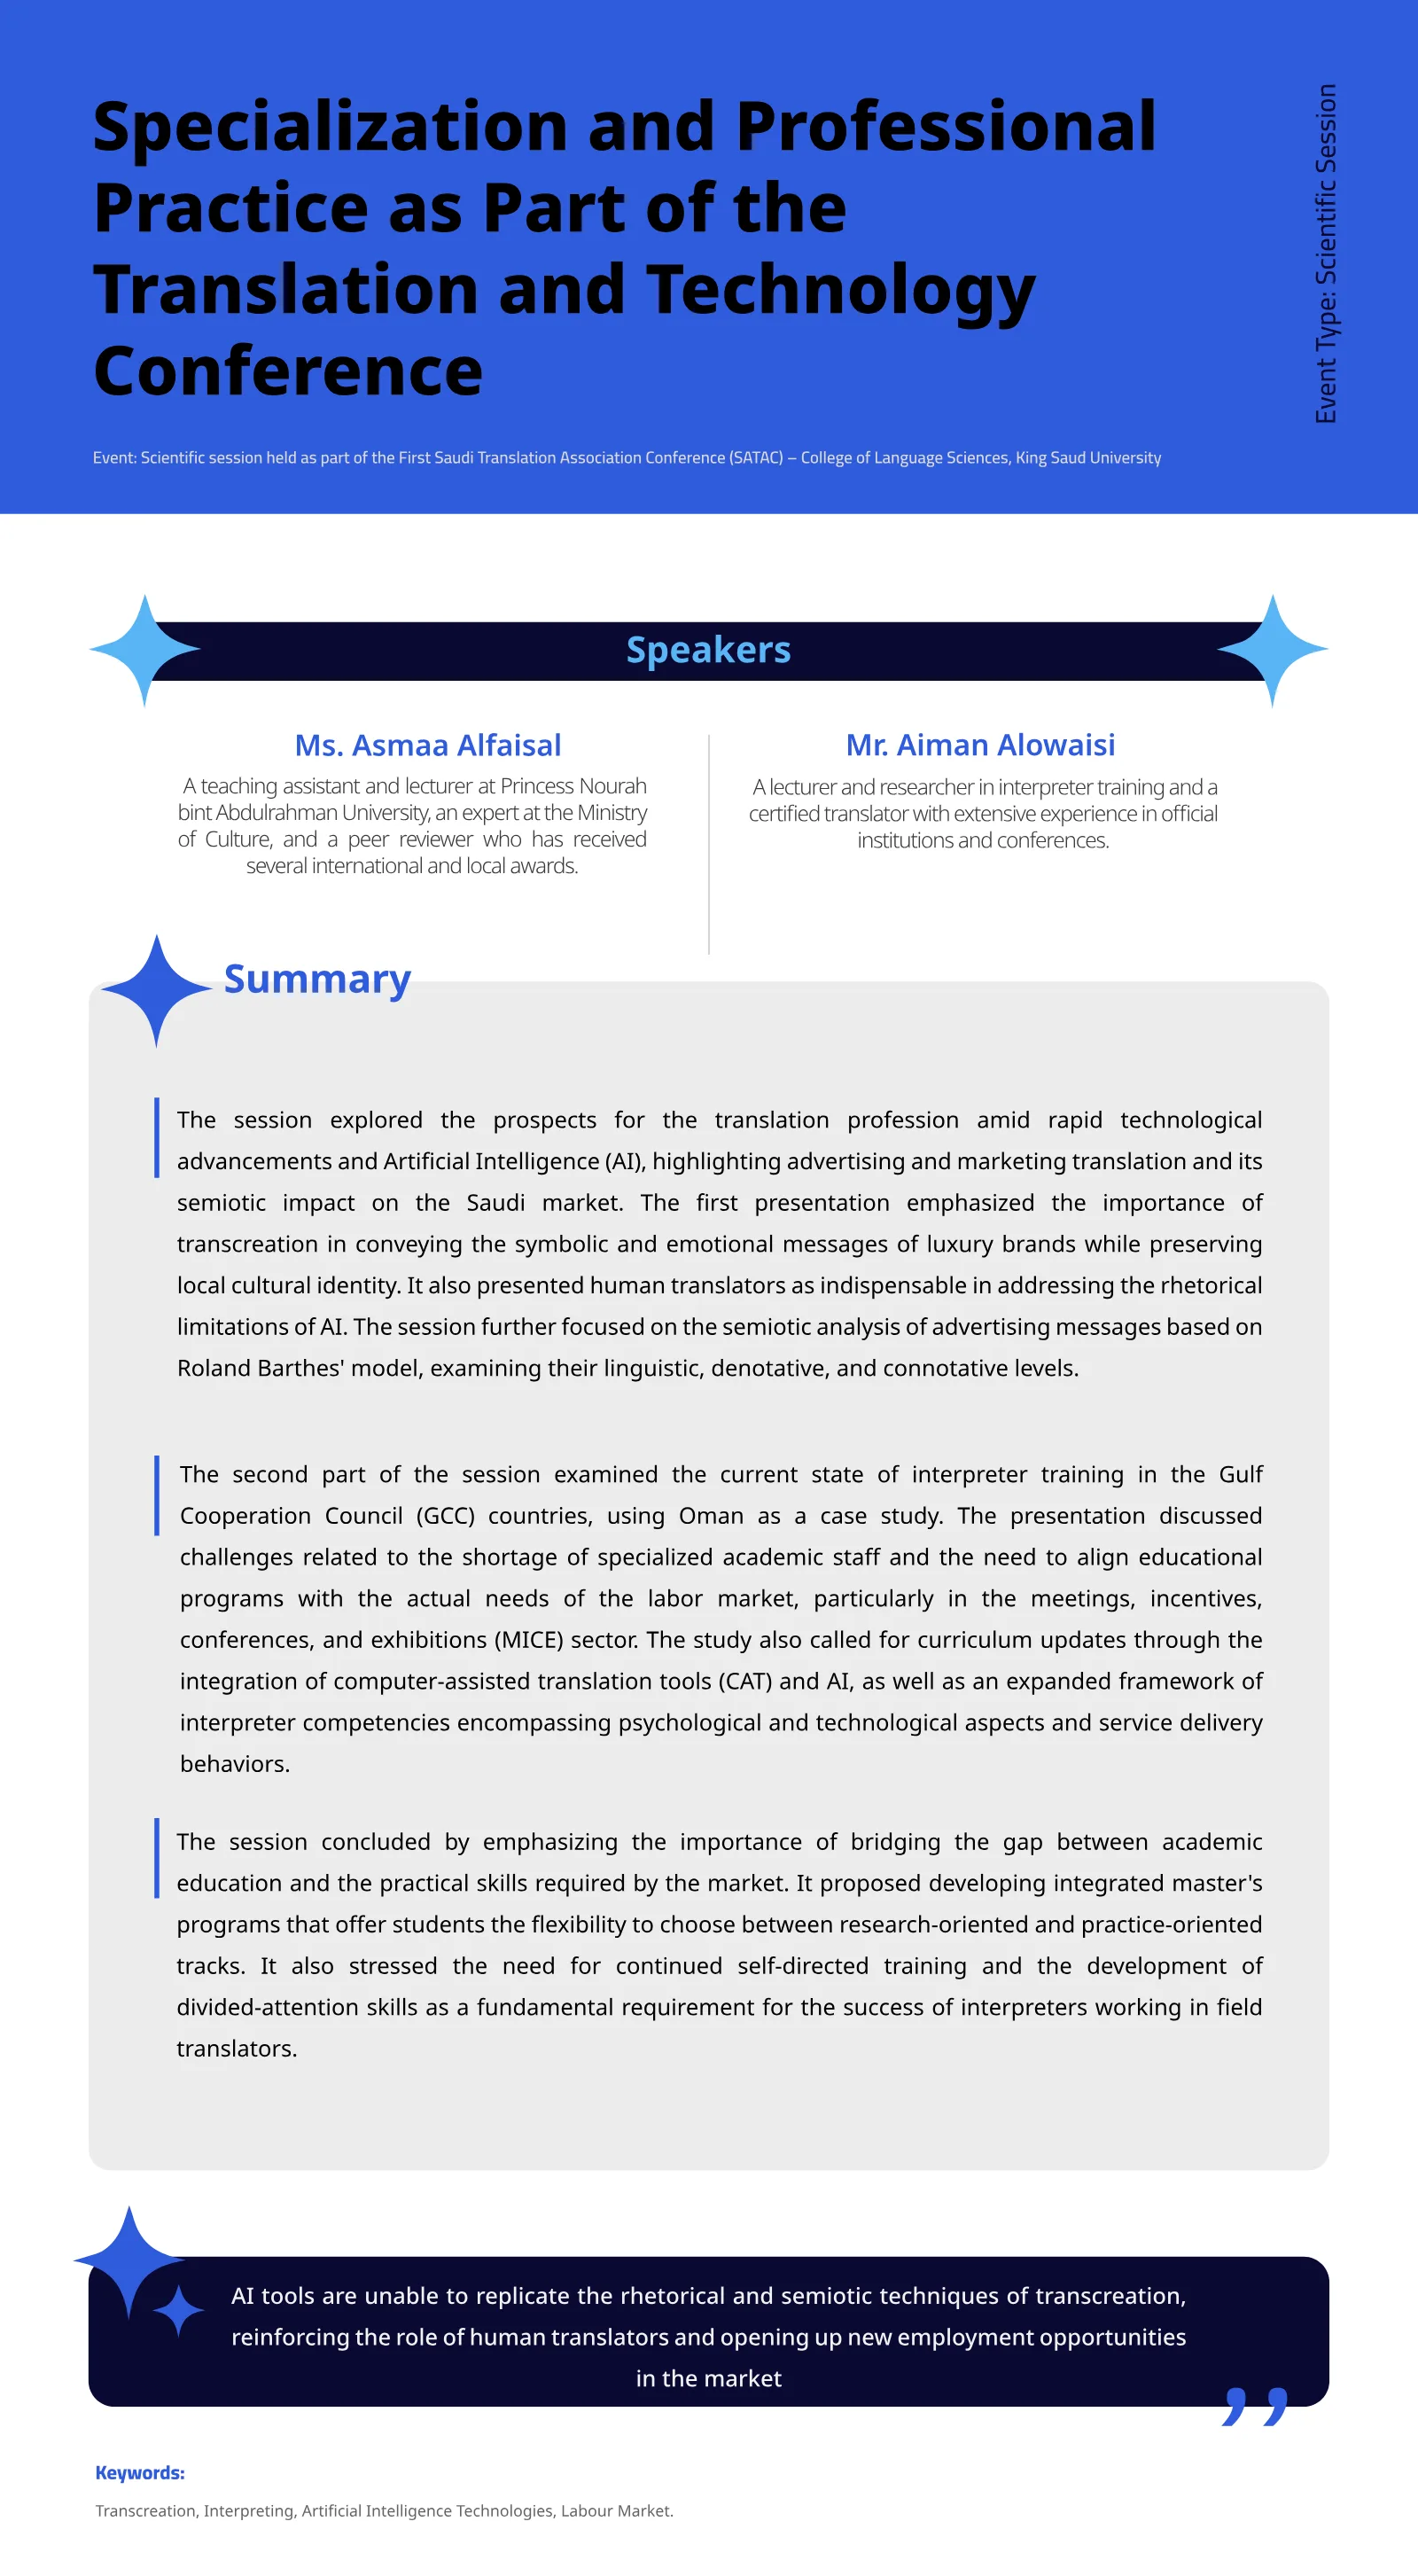 Specialization and Professional
Practice as Part of the
Translation and Technology
Conference
Event Type: Scientific Session
Event: Scientific session held as part of the First Saudi Translation Association Conference (SATAC) – College of Language Sciences, King Saud University
Speakers
Ms. Asmaa Alfaisal
A teaching assistant and lecturer at Princess Nourah
bint Abdulrahman University, an expert at the Ministry
of Culture, and a peer reviewer who has received
several international and local awards.
Mr. Aiman Alowaisi
A lecturer and researcher in interpreter training and a
certified translator with extensive experience in official
institutions and conferences.
Summary
The session explored the prospects for the translation profession amid rapid technological
advancements and Artificial Intelligence (AI), highlighting advertising and marketing translation and its
semiotic impact on the Saudi market. The first presentation emphasized the importance of
transcreation in conveying the symbolic and emotional messages of luxury brands while preserving
local cultural identity. It also presented human translators as indispensable in addressing the rhetorical
limitations of AI. The session further focused on the semiotic analysis of advertising messages based on
Roland Barthes' model, examining their linguistic, denotative, and connotative levels.
The second part of the session examined the current state of interpreter training in the Gulf
Cooperation Council (GCC) countries, using Oman as a case study. The presentation discussed
challenges related to the shortage of specialized academic staff and the need to align educational
programs with the actual needs of the labor market, particularly in the meetings, incentives,
conferences, and exhibitions (MICE) sector. The study also called for curriculum updates through the
integration of computer-assisted translation tools (CAT) and AI, as well as an expanded framework of
interpreter competencies encompassing psychological and technological aspects and service delivery
behaviors.
The session concluded by emphasizing the importance of bridging the gap between academic
education and the practical skills required by the market. It proposed developing integrated master's
programs that offer students the flexibility to choose between research-oriented and practice-oriented
tracks. It also stressed the need for continued self-directed training and the development of
divided-attention skills as a fundamental requirement for the success of interpreters working in field
translators.
AI tools are unable to replicate the rhetorical and semiotic techniques of transcreation,
reinforcing the role of human translators and opening up new employment opportunities
in the market
”
Keywords:
Transcreation, Interpreting, Artificial Intelligence Technologies, Labour Market.